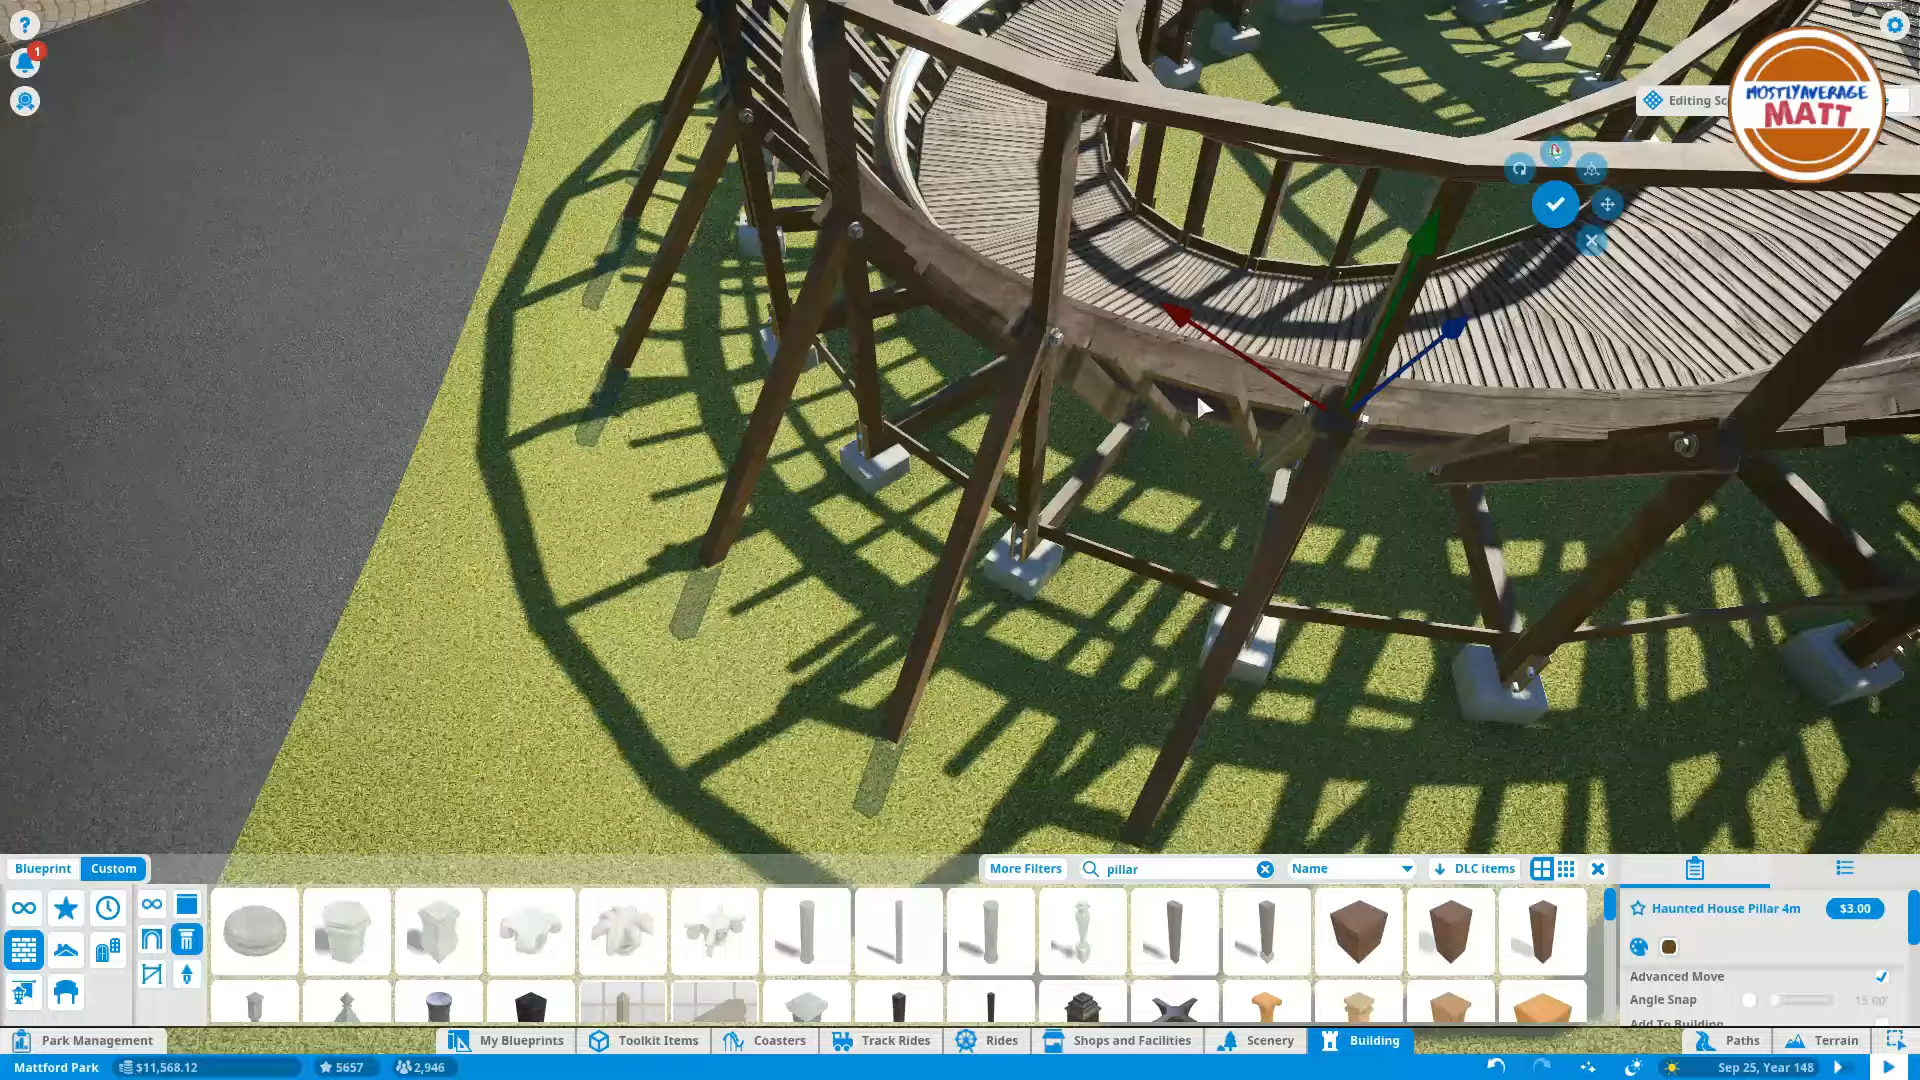 ?
1
Editing Sc
MOSTLYAVERAGE
MATT
Blueprint
Custom
More Filters
pillar
Name
DLC items
Haunted House Pillar 4m
$3.00
Advanced Move
Angle Snap
15.00°
Add To Building
Park Management
My Blueprints
Toolkit Items
Coasters
Track Rides
Rides
Shops and Facilities
Scenery
Building
Paths
Terrain
Mattford Park
$11,568.12
5657
2,946
Sep 25, Year 148